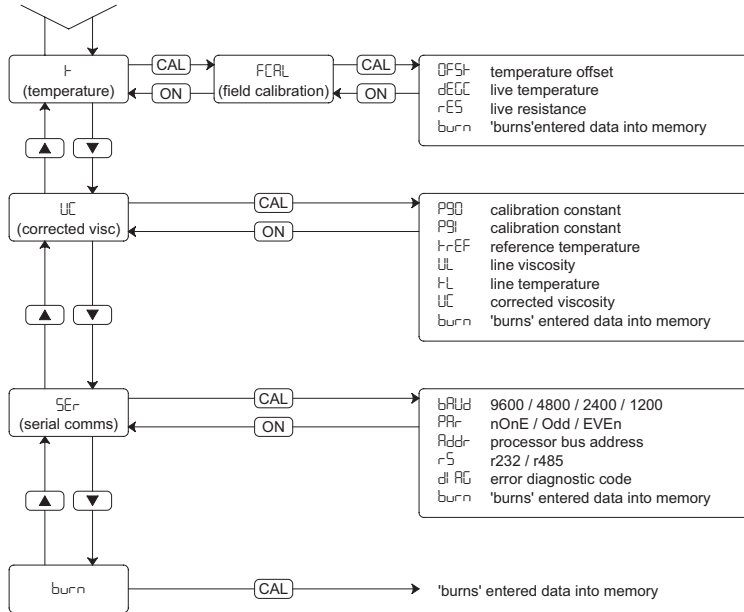 CAL
CAL
t
FCAL
OFSt temperature offset
(temperature)
ON
(field calibration)
ON
dEGC live temperature
rES live resistance
burn 'burns'entered data into memory
UC
CAL
(corrected visc)
ON
P90 calibration constant
P91 calibration constant
trEF reference temperature
UL line viscosity
tL line temperature
UC corrected viscosity
burn 'burns' entered data into memory
SEr
CAL
(serial comms)
ON
bAUd 9600 / 4800 / 2400 / 1200
PAr nOnE / Odd / EVEn
Addr processor bus address
rS r232 / r485
dI AG error diagnostic code
burn 'burns' entered data into memory
burn
CAL
'burns' entered data into memory